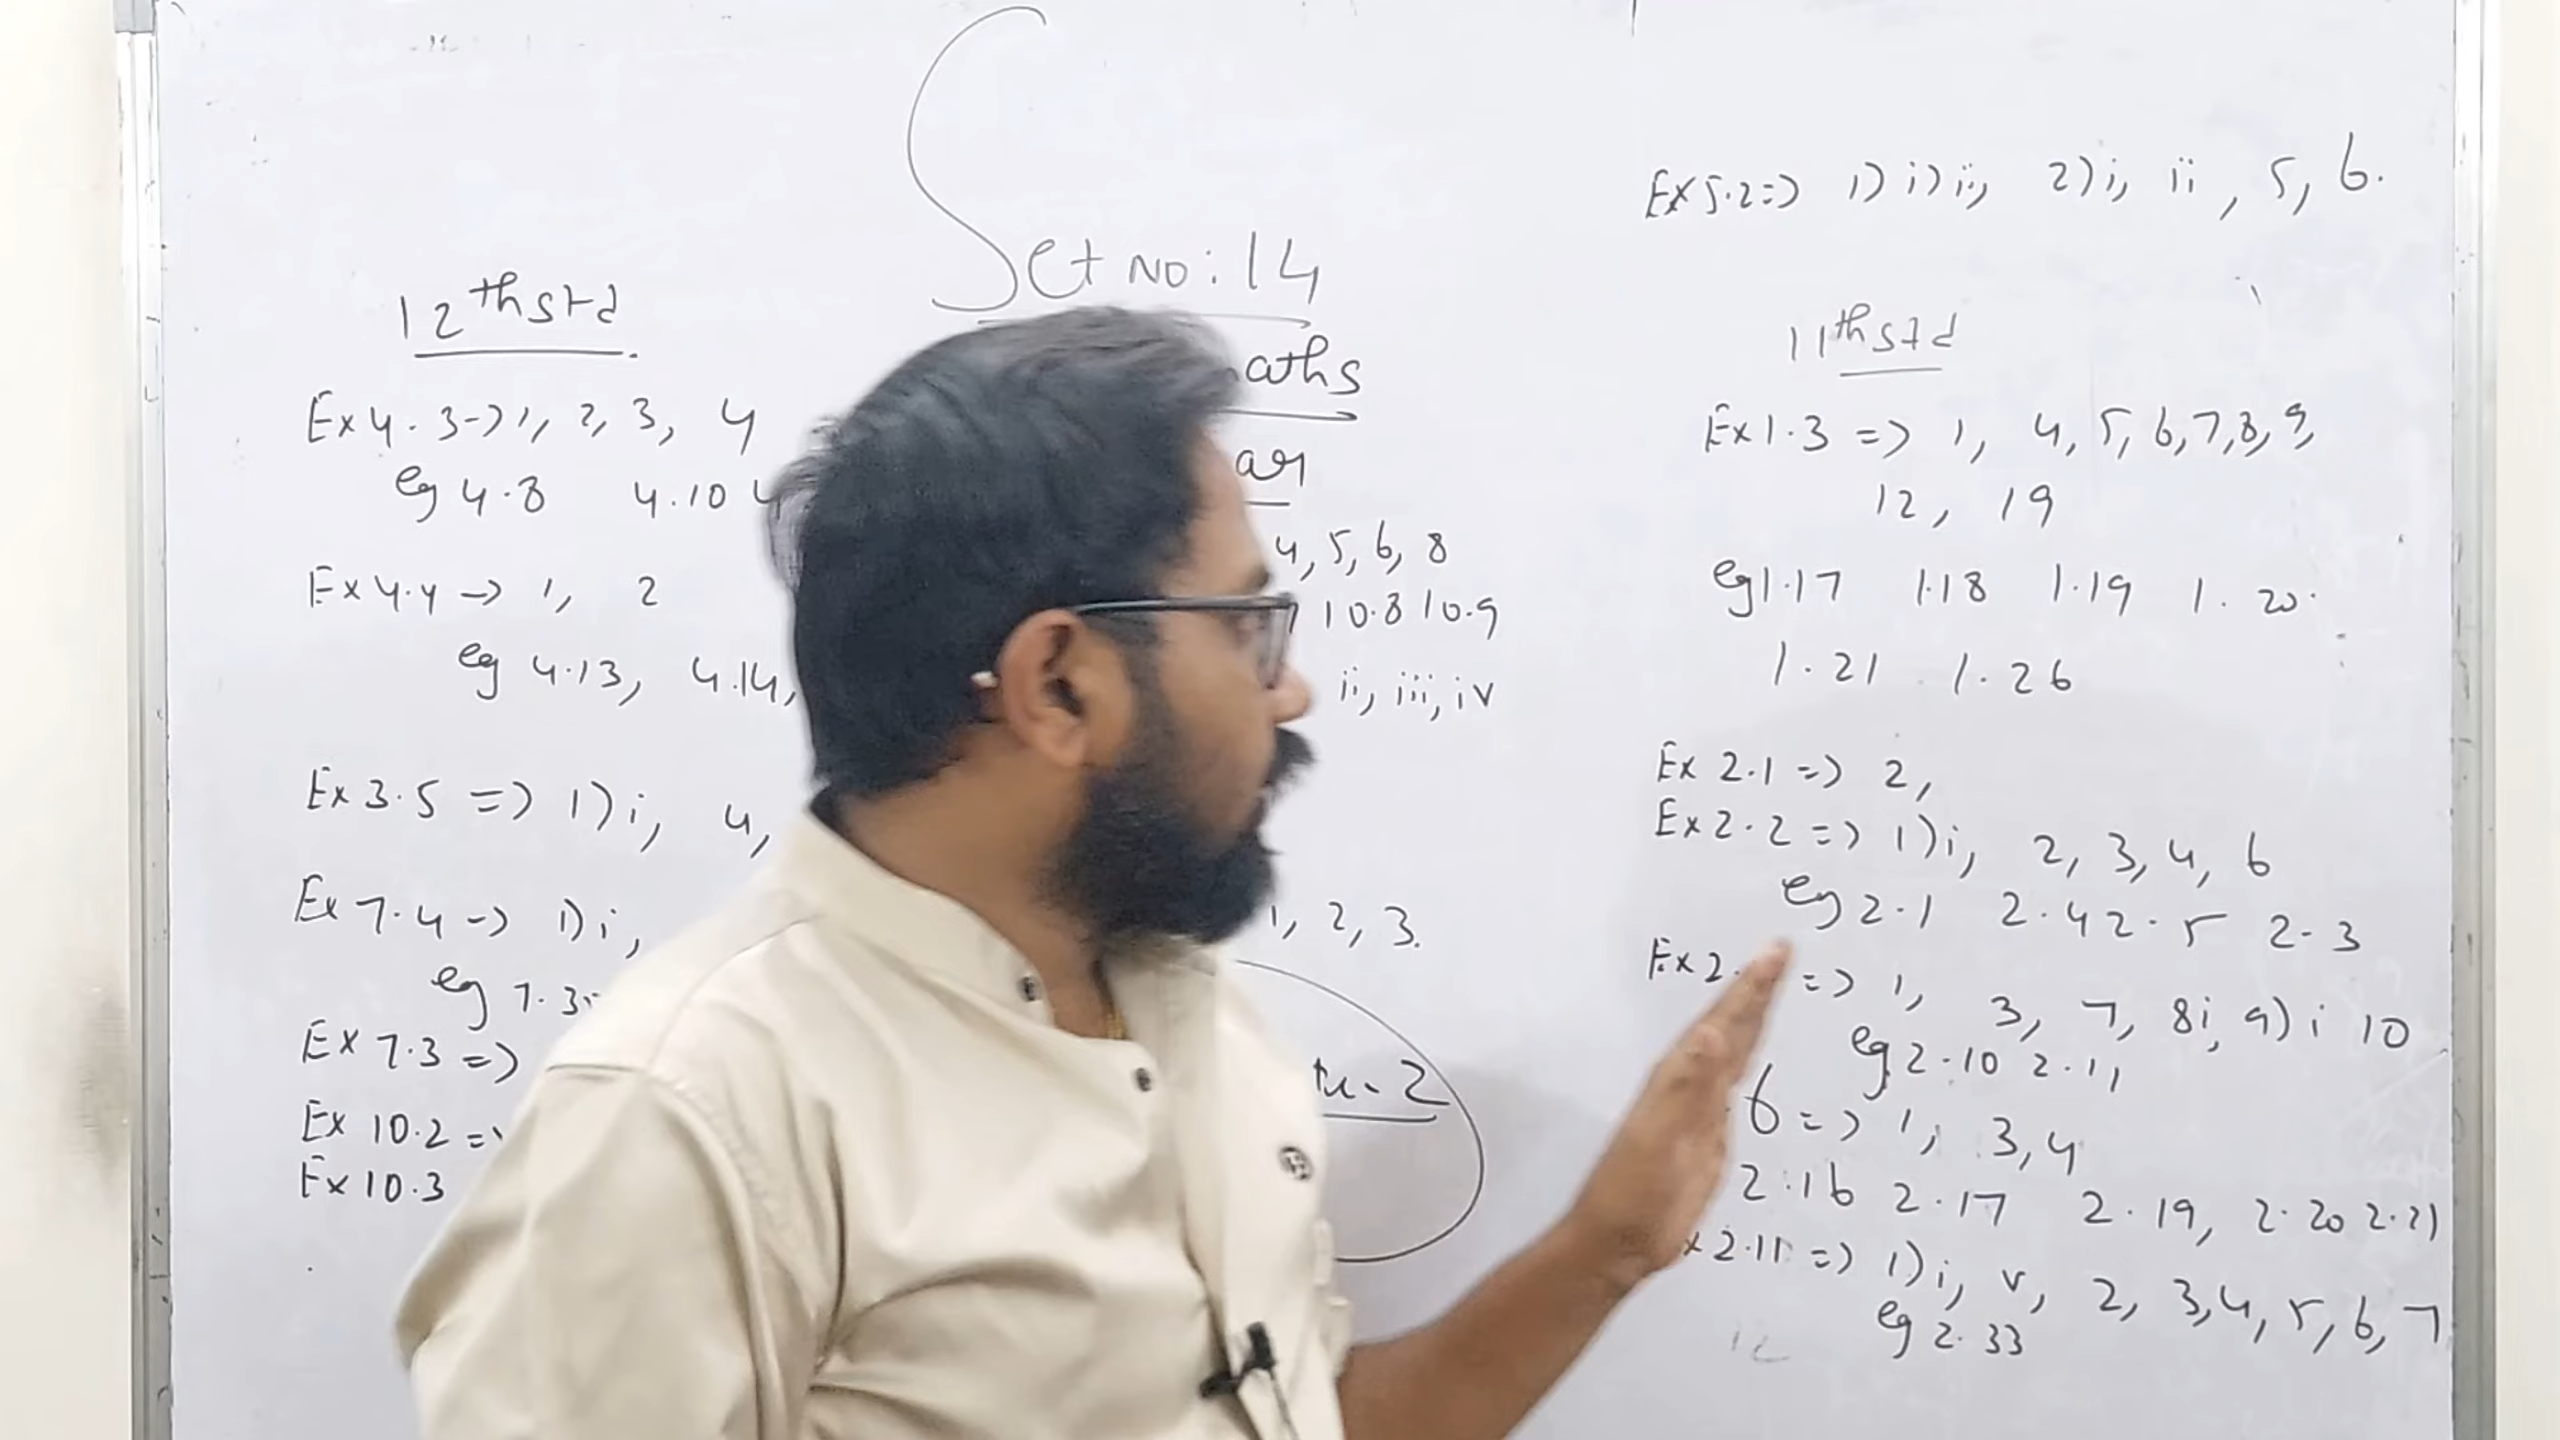 Set No: 14
aths
12th std
Ex 4.3 -> 1, 2, 3, 4
eg 4.8 4.10 4
Ex 4.4 -> 1, 2
eg 4.13, 4.14,
Ex 3.5 => 1) i, 4,
Ex 7.4 -> 1) i,
eg 7.3
Ex 7.3 =>
Ex 10.2 =>
Ex 10.3
4, 5, 6, 8
10.8 10.9
ii, iii, iv
1, 2, 3.
Ex 5.2 => 1) i) ii, 2) i, ii, 5, 6.
11th std
Ex 1.3 => 1, 4, 5, 6, 7, 8, 9,
12, 19
eg 1.17 1.18 1.19 1.20
1.21 1.26
Ex 2.1 => 2,
Ex 2.2 => 1) i, 2, 3, 4, 6
eg 2.1 2.4 2.5 2.3
Ex 2. => 1, 3, 7, 8i, 9) i 10
eg 2.10 2.11
6 => 1, 3, 4
2.16 2.17 2.19, 2.20 2.21
x 2.11 => 1) i, v, 2, 3, 4, 5, 6, 7
eg 2.33